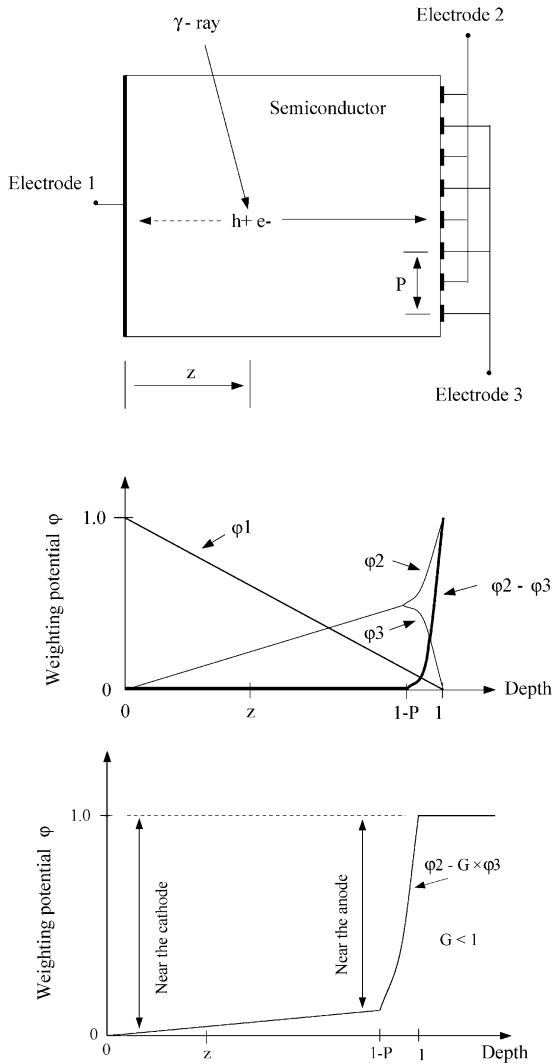 Electrode 2
γ - ray
Semiconductor
Electrode 1
h+ e-
P
z
Electrode 3
Weighting potential φ
1.0
φ1
φ2
φ2 - φ3
φ3
0
Depth
0
z
1-P
1
Weighting potential φ
1.0
Near the cathode
Near the anode
φ2 - G × φ3
G < 1
0
0
z
1-P
1
Depth